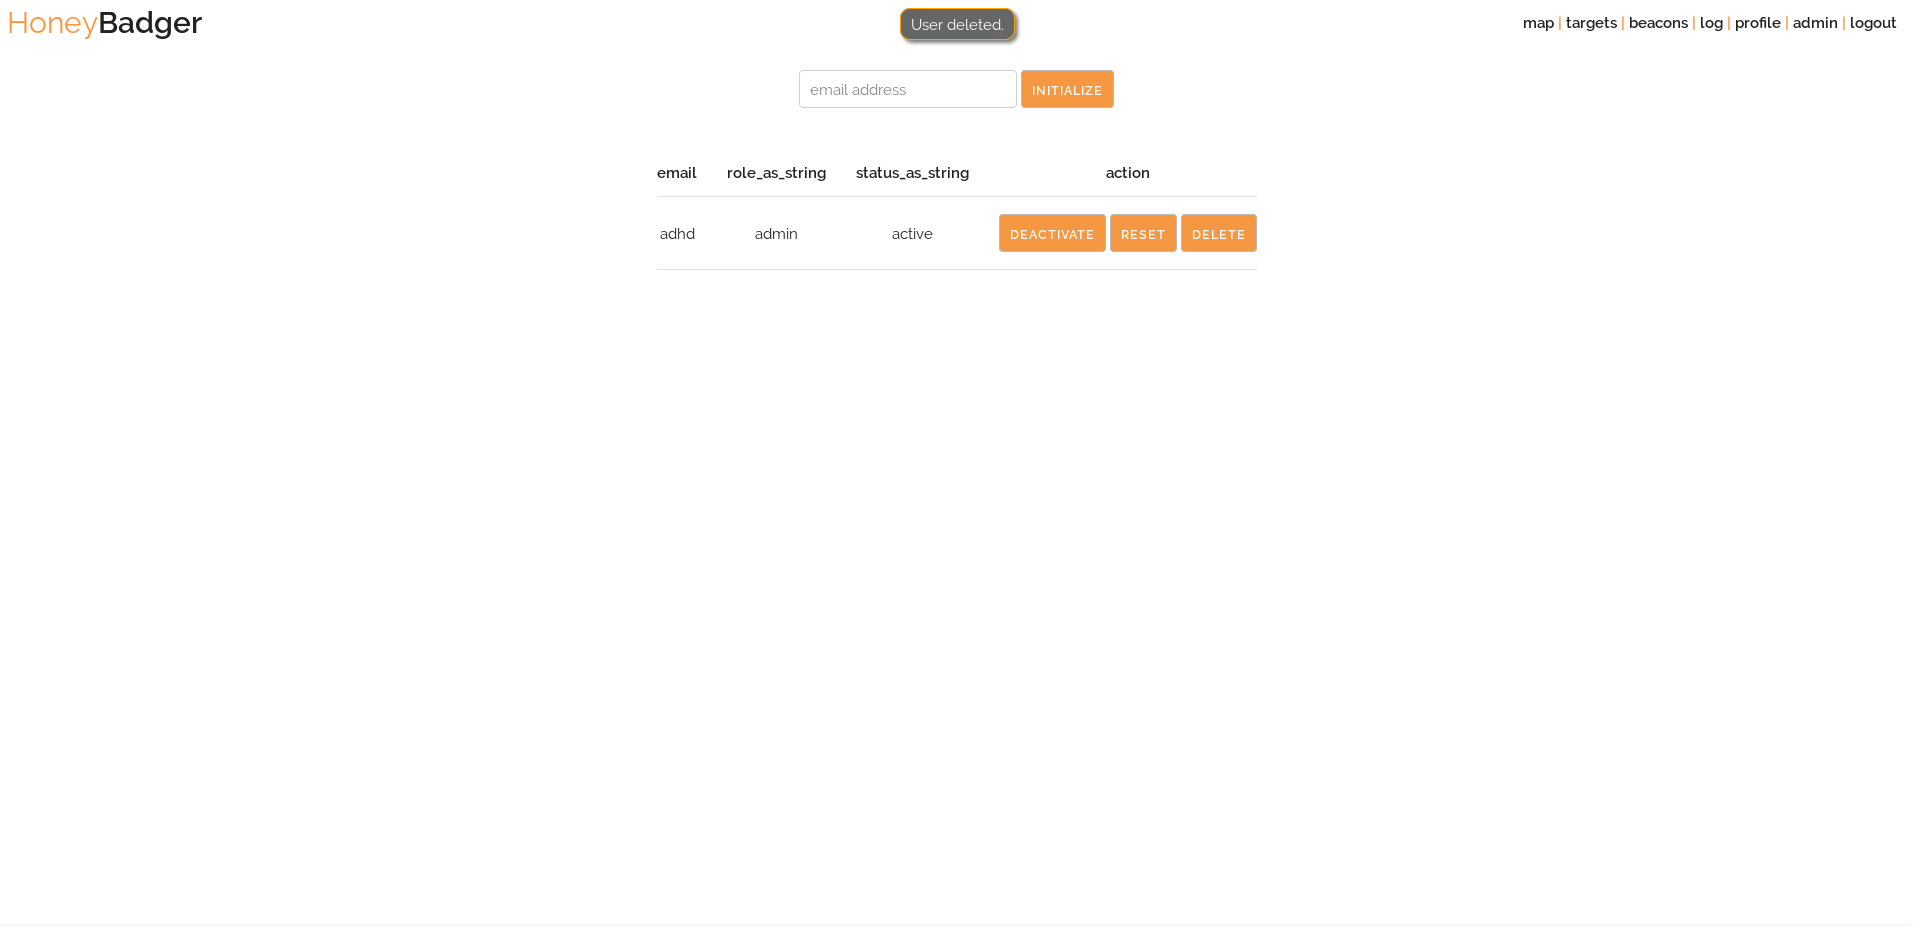 HoneyBadger
User deleted.
map | targets | beacons | log | profile | admin | logout
email address INITIALIZE
email role_as_string status_as_string action
adhd admin active DEACTIVATE RESET DELETE